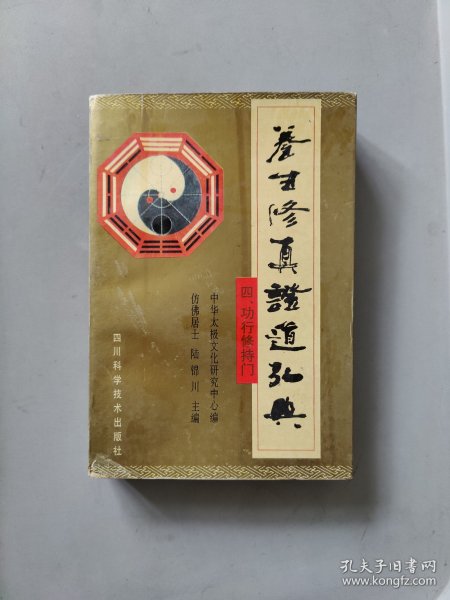 养生修真證道弘典
四、功行修持门
中华太极文化研究中心编
仿佛居士 陆锦川 主编
四川科学技术出版社
孔夫子旧书网
www.kongfz.com